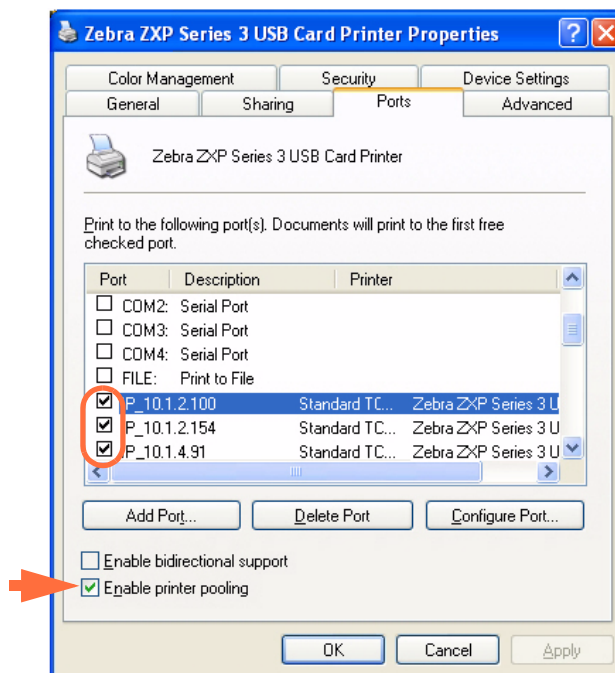 Zebra ZXP Series 3 USB Card Printer Properties
Color Management Security Device Settings
General Sharing Ports Advanced
Zebra ZXP Series 3 USB Card Printer
Print to the following port(s). Documents will print to the first free
checked port.
Port Description Printer
COM2: Serial Port
COM3: Serial Port
COM4: Serial Port
FILE: Print to File
IP_10.1.2.100 Standard TC... Zebra ZXP Series 3 U
IP_10.1.2.154 Standard TC... Zebra ZXP Series 3 U
IP_10.1.4.91 Standard TC... Zebra ZXP Series 3 U
Add Port... Delete Port Configure Port...
Enable bidirectional support
Enable printer pooling
OK Cancel Apply